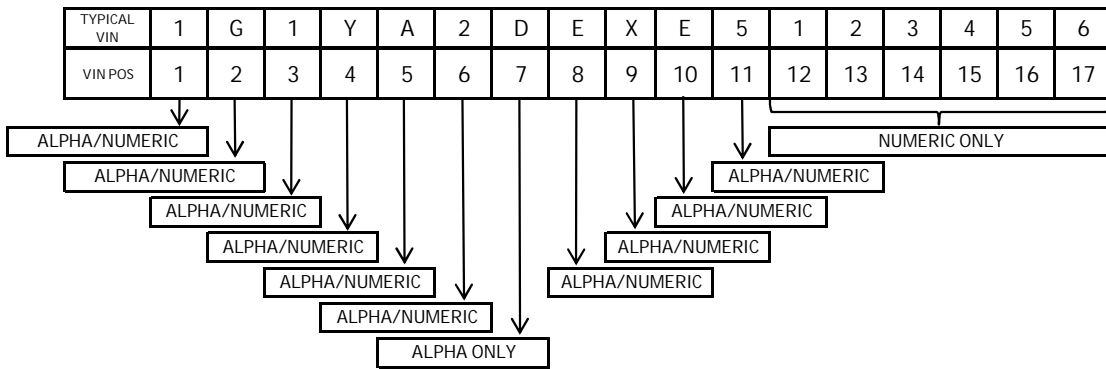 TYPICAL VIN 1 G 1 Y A 2 D E X E 5 1 2 3 4 5 6
VIN POS 1 2 3 4 5 6 7 8 9 10 11 12 13 14 15 16 17
ALPHA/NUMERIC NUMERIC ONLY
ALPHA/NUMERIC ALPHA/NUMERIC
ALPHA/NUMERIC ALPHA/NUMERIC
ALPHA/NUMERIC ALPHA/NUMERIC
ALPHA/NUMERIC ALPHA/NUMERIC
ALPHA/NUMERIC
ALPHA ONLY